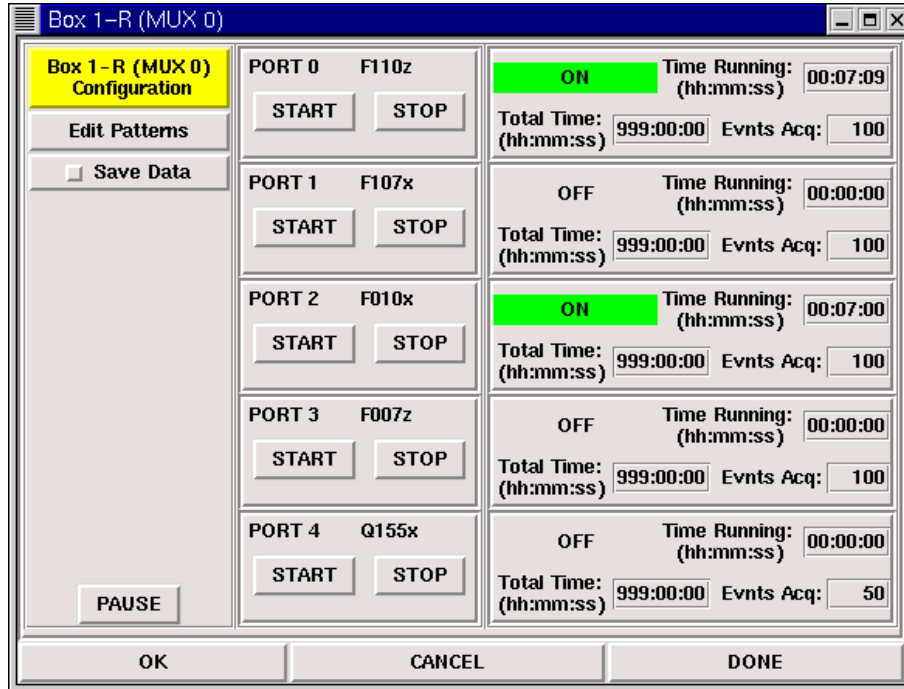 Box 1-R (MUX 0)
Box 1-R (MUX 0)
Configuration
Edit Patterns
Save Data
PAUSE
PORT 0 F110z
START STOP
ON Time Running:
(hh:mm:ss) 00:07:09
Total Time:
(hh:mm:ss) 999:00:00 Evnts Acq: 100
PORT 1 F107x
START STOP
OFF Time Running:
(hh:mm:ss) 00:00:00
Total Time:
(hh:mm:ss) 999:00:00 Evnts Acq: 100
PORT 2 F010x
START STOP
ON Time Running:
(hh:mm:ss) 00:07:00
Total Time:
(hh:mm:ss) 999:00:00 Evnts Acq: 100
PORT 3 F007z
START STOP
OFF Time Running:
(hh:mm:ss) 00:00:00
Total Time:
(hh:mm:ss) 999:00:00 Evnts Acq: 100
PORT 4 Q155x
START STOP
OFF Time Running:
(hh:mm:ss) 00:00:00
Total Time:
(hh:mm:ss) 999:00:00 Evnts Acq: 50
OK CANCEL DONE